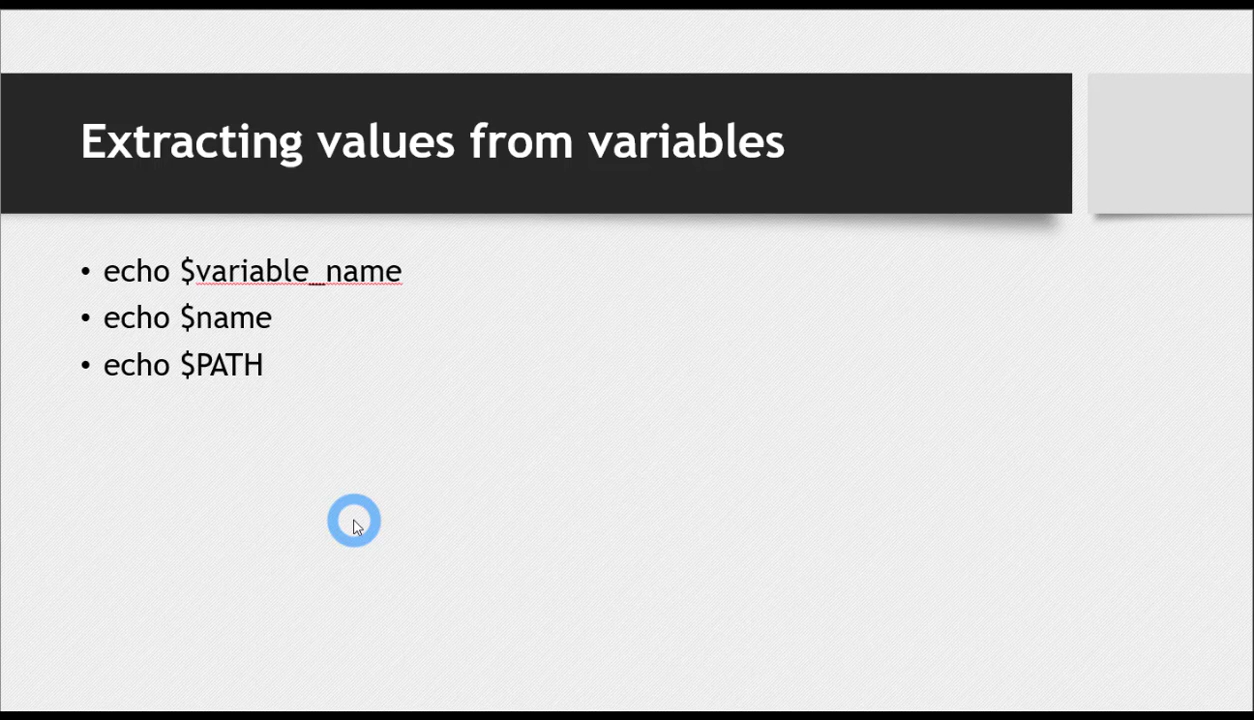 Extracting values from variables
• echo $variable_name
• echo $name
• echo $PATH